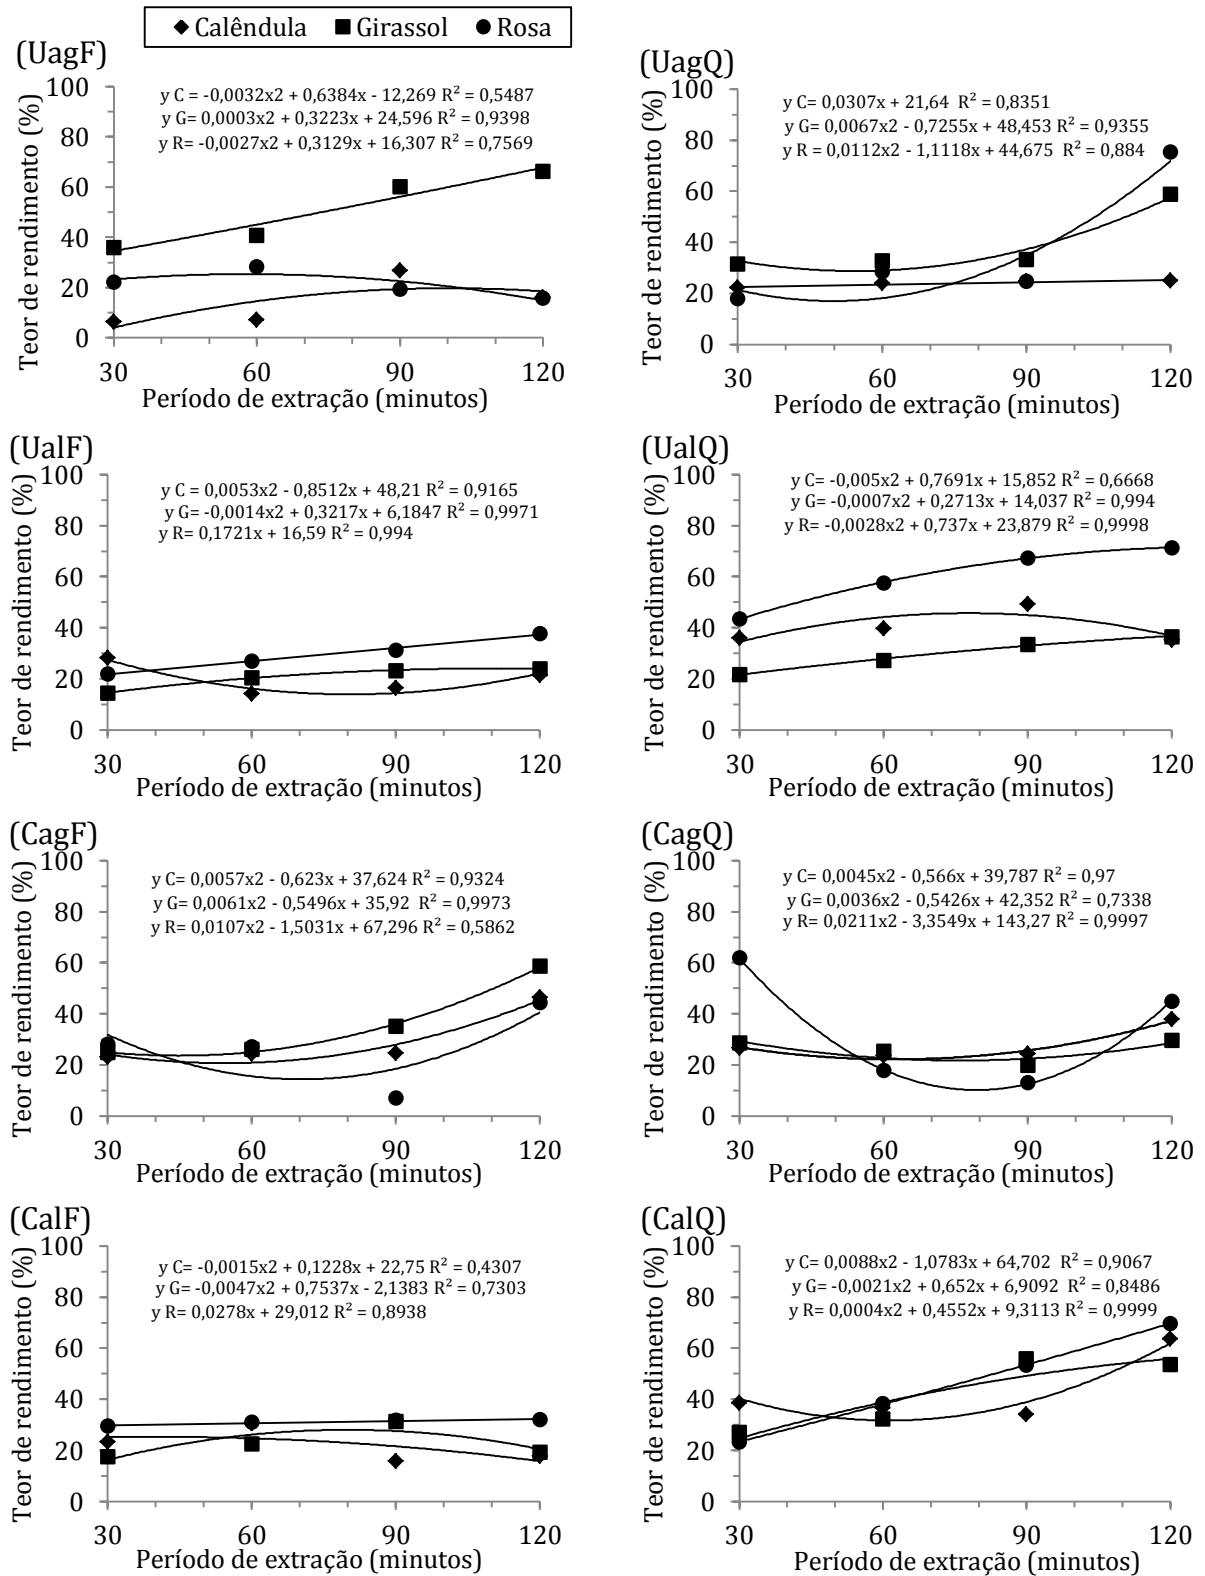 Calêndula Girassol Rosa
(UagF)
y C = -0,0032x2 + 0,6384x - 12,269 R² = 0,5487
y G= 0,0003x2 + 0,3223x + 24,596 R² = 0,9398
y R= -0,0027x2 + 0,3129x + 16,307 R² = 0,7569
Teor de rendimento (%)
100
80
60
40
20
0
30 60 90 120
Período de extração (minutos)
(UagQ)
y C= 0,0307x + 21,64 R² = 0,8351
y G= 0,0067x2 - 0,7255x + 48,453 R² = 0,9355
y R = 0,0112x2 - 1,1118x + 44,675 R² = 0,884
Teor de rendimento (%)
100
80
60
40
20
0
30 60 90 120
Período de extração (minutos)
(UalF)
y C = 0,0053x2 - 0,8512x + 48,21 R² = 0,9165
y G= -0,0014x2 + 0,3217x + 6,1847 R² = 0,9971
y R= 0,1721x + 16,59 R² = 0,994
Teor de rendimento (%)
100
80
60
40
20
0
30 60 90 120
Período de extração (minutos)
(UalQ)
y C= -0,005x2 + 0,7691x + 15,852 R² = 0,6668
y G= -0,0007x2 + 0,2713x + 14,037 R² = 0,994
y R= -0,0028x2 + 0,737x + 23,879 R² = 0,9998
Teor de rendimento (%)
100
80
60
40
20
0
30 60 90 120
Período de extração (minutos)
(CagF)
y C= 0,0057x2 - 0,623x + 37,624 R² = 0,9324
y G= 0,0061x2 - 0,5496x + 35,92 R² = 0,9973
y R= 0,0107x2 - 1,5031x + 67,296 R² = 0,5862
Teor de rendimento (%)
100
80
60
40
20
0
30 60 90 120
Período de extração (minutos)
(CagQ)
y C= 0,0045x2 - 0,566x + 39,787 R² = 0,97
y G= 0,0036x2 - 0,5426x + 42,352 R² = 0,7338
y R= 0,0211x2 - 3,3549x + 143,27 R² = 0,9997
Teor de rendimento (%)
100
80
60
40
20
0
30 60 90 120
Período de extração (minutos)
(CalF)
y C= -0,0015x2 + 0,1228x + 22,75 R² = 0,4307
y G= -0,0047x2 + 0,7537x - 2,1383 R² = 0,7303
y R= 0,0278x + 29,012 R² = 0,8938
Teor de rendimento (%)
100
80
60
40
20
0
30 60 90 120
Período de extração (minutos)
(CalQ)
y C= 0,0088x2 - 1,0783x + 64,702 R² = 0,9067
y G= -0,0021x2 + 0,652x + 6,9092 R² = 0,8486
y R= 0,0004x2 + 0,4552x + 9,3113 R² = 0,9999
Teor de rendimento (%)
100
80
60
40
20
0
30 60 90 120
Período de extração (minutos)